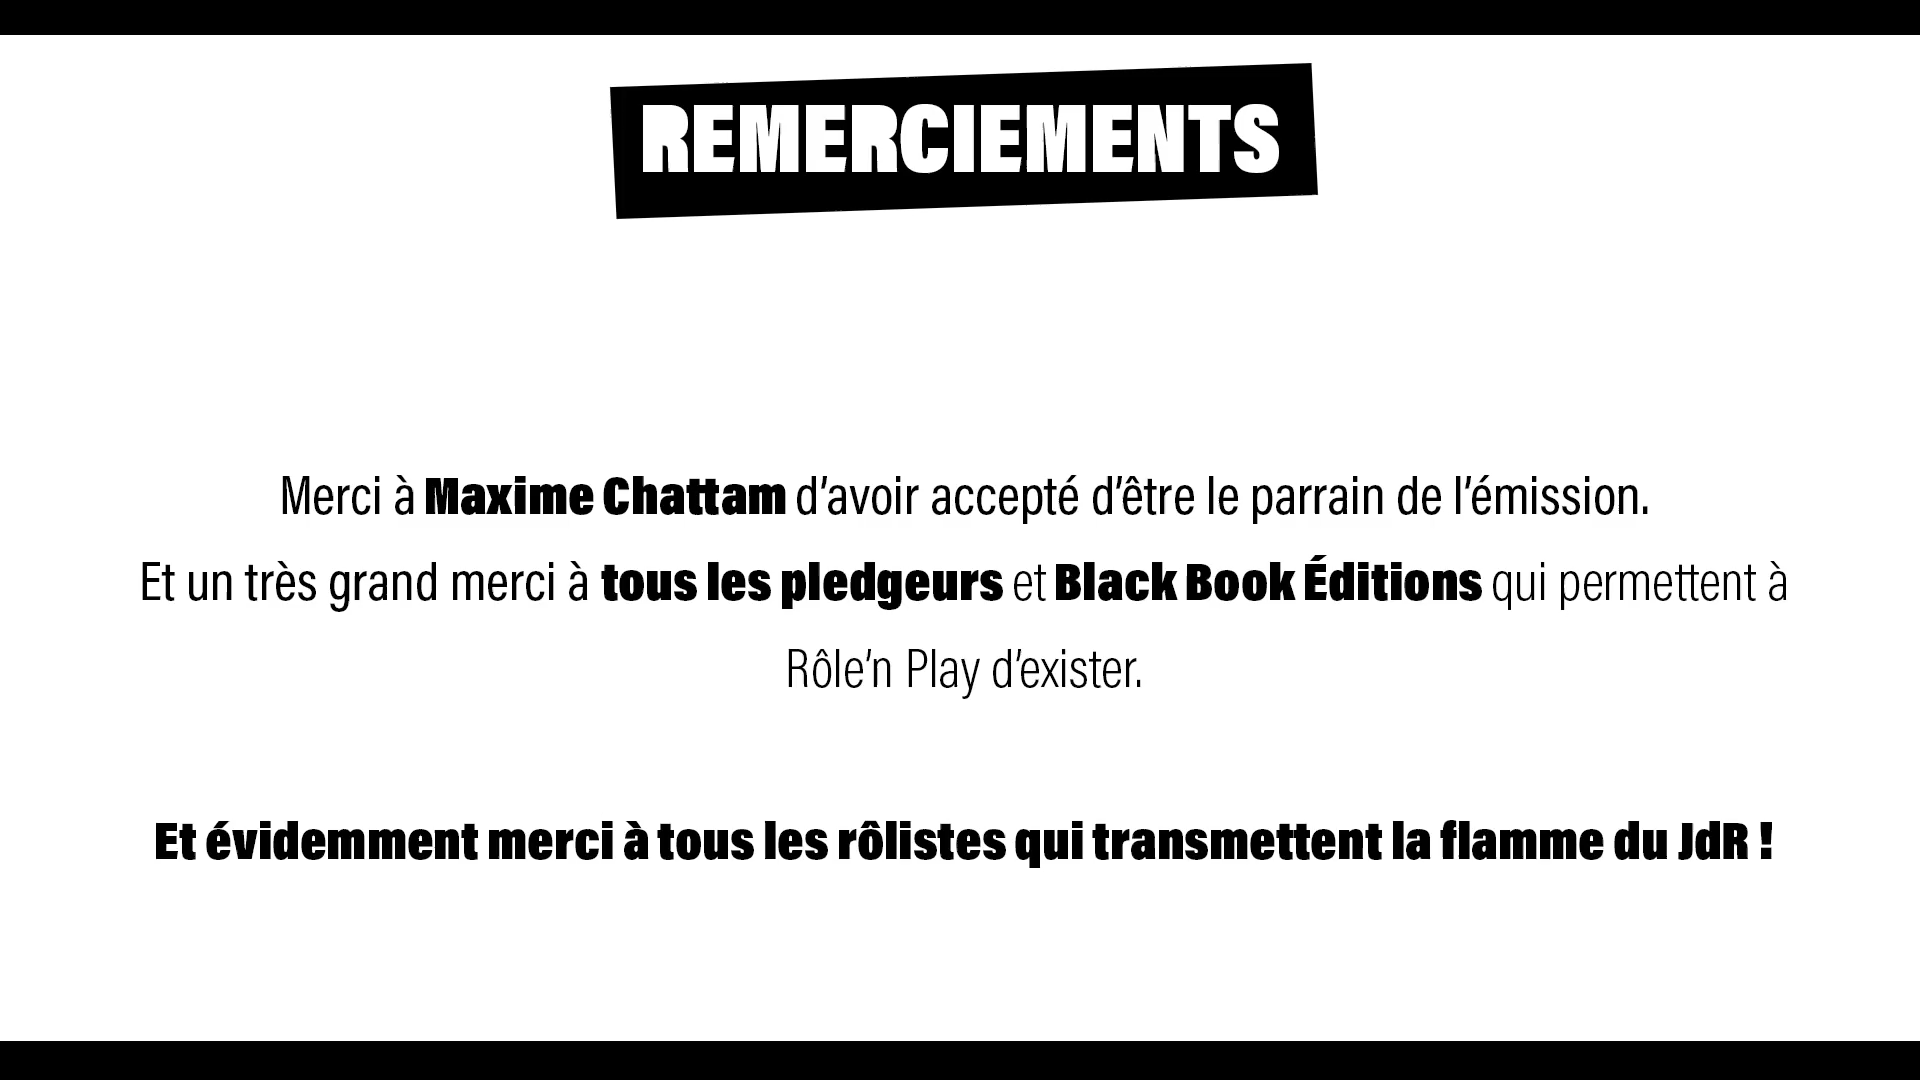 REMERCIEMENTS
Merci à Maxime Chattam d’avoir accepté d’être le parrain de l’émission.
Et un très grand merci à tous les pledgeurs et Black Book Éditions qui permettent à
Rôle’n Play d’exister.
Et évidemment merci à tous les rôlistes qui transmettent la flamme du JdR !